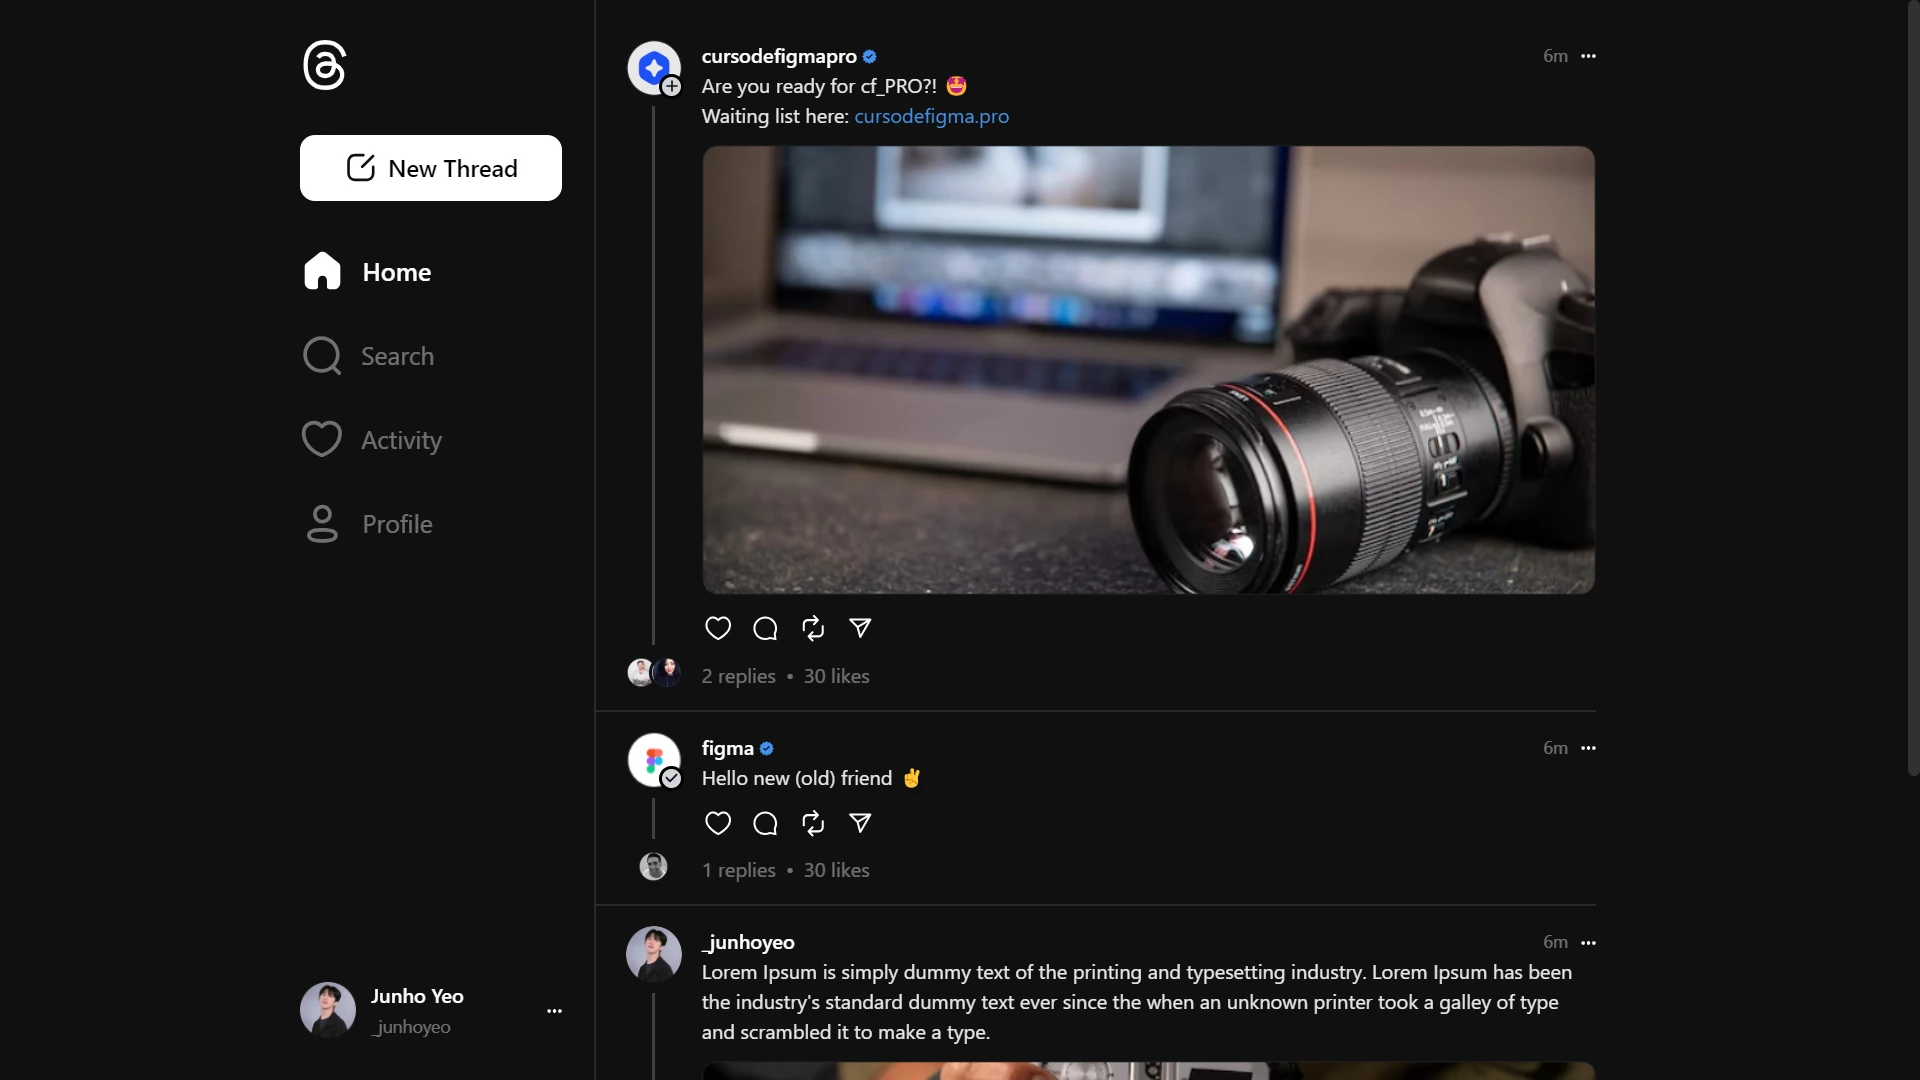 New Thread
Home
Search
Activity
Profile
Junho Yeo
_junhoyeo
cursodefigmapro
6m
Are you ready for cf_PRO?! 🤩
Waiting list here: cursodefigma.pro
2 replies • 30 likes
figma
6m
Hello new (old) friend ✌️
1 replies • 30 likes
_junhoyeo
6m
Lorem Ipsum is simply dummy text of the printing and typesetting industry. Lorem Ipsum has been
the industry's standard dummy text ever since the when an unknown printer took a galley of type
and scrambled it to make a type.